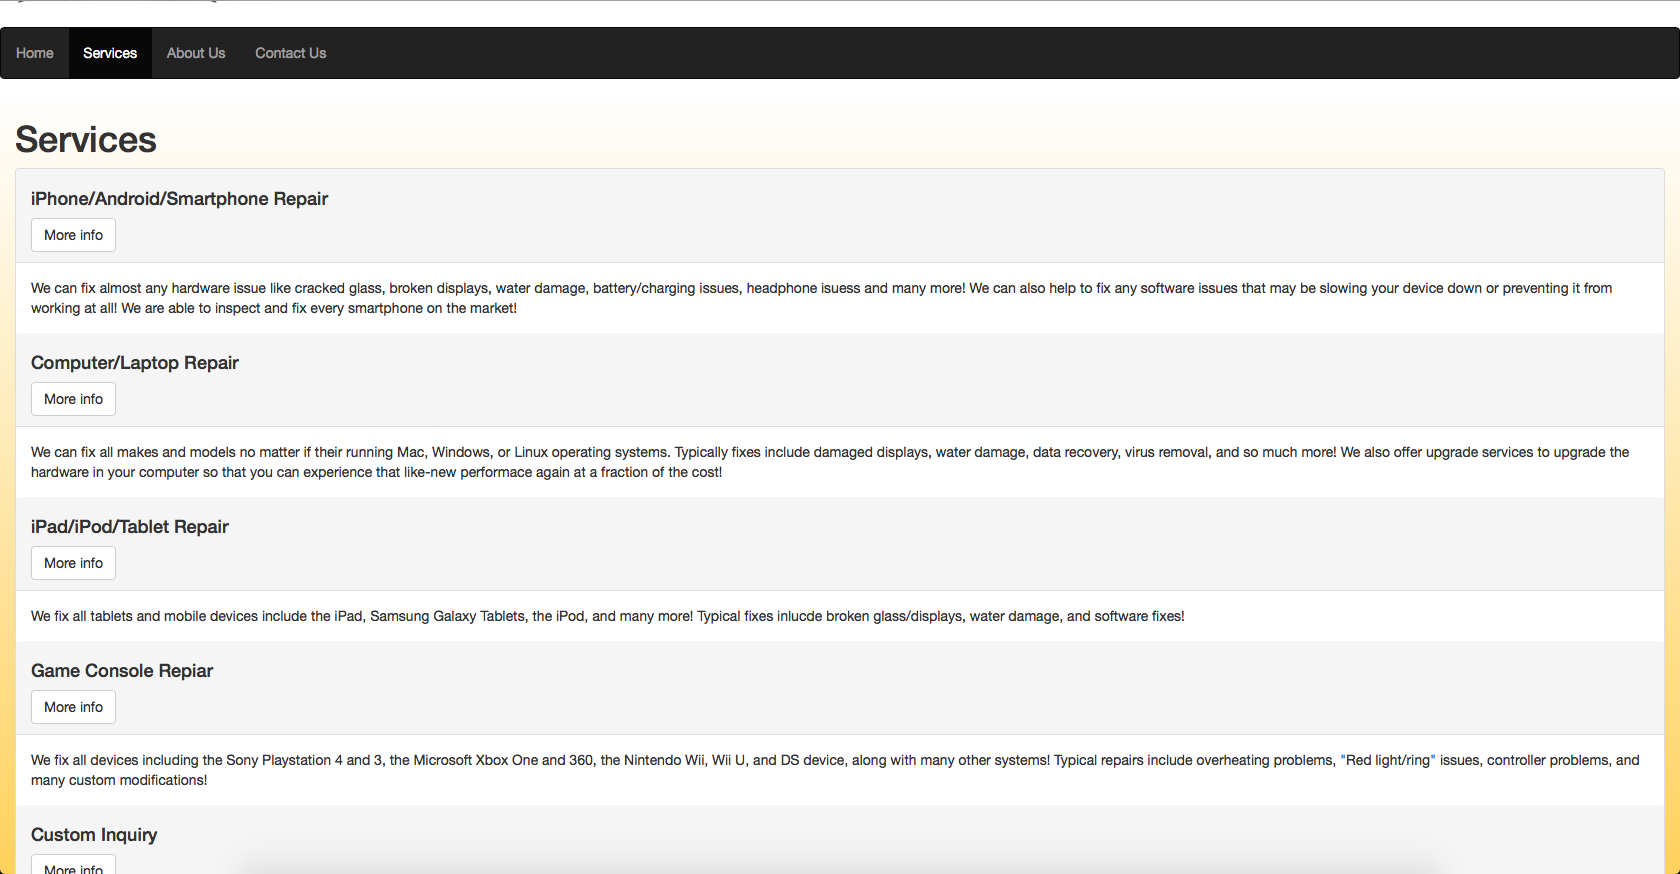 Home Services About Us Contact Us
Services
iPhone/Android/Smartphone Repair
More info
We can fix almost any hardware issue like cracked glass, broken displays, water damage, battery/charging issues, headphone isuess and many more! We can also help to fix any software issues that may be slowing your device down or preventing it from
working at all! We are able to inspect and fix every smartphone on the market!
Computer/Laptop Repair
More info
We can fix all makes and models no matter if their running Mac, Windows, or Linux operating systems. Typically fixes include damaged displays, water damage, data recovery, virus removal, and so much more! We also offer upgrade services to upgrade the
hardware in your computer so that you can experience that like-new performace again at a fraction of the cost!
iPad/iPod/Tablet Repair
More info
We fix all tablets and mobile devices include the iPad, Samsung Galaxy Tablets, the iPod, and many more! Typical fixes inlucde broken glass/displays, water damage, and software fixes!
Game Console Repiar
More info
We fix all devices including the Sony Playstation 4 and 3, the Microsoft Xbox One and 360, the Nintendo Wii, Wii U, and DS device, along with many other systems! Typical repairs include overheating problems, "Red light/ring" issues, controller problems, and
many custom modifications!
Custom Inquiry
More info